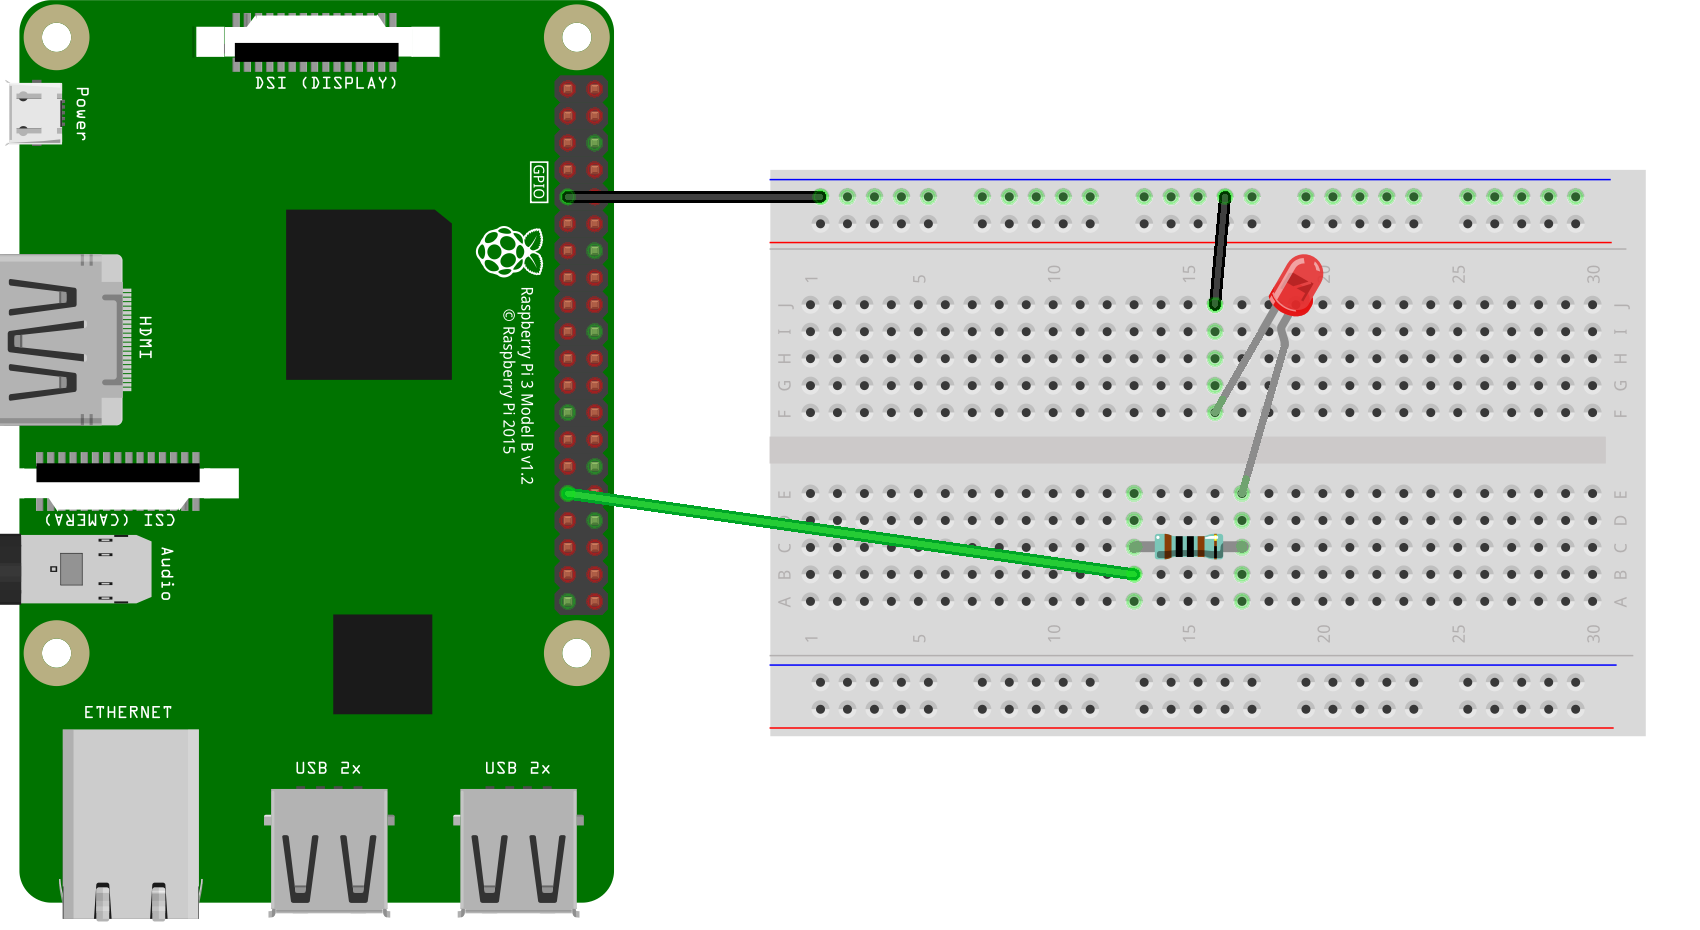 DSI (DISPLAY)
Power
GPIO
HDMI
Raspberry Pi 3 Model B v1.2
© Raspberry Pi 2015
CSI (CAMERA)
Audio
ETHERNET
USB 2x
USB 2x
1 5 10 15 20 25 30
J J
I I
H H
G G
F F
E E
D
C C
B B
A A
1 5 10 15 20 25 30